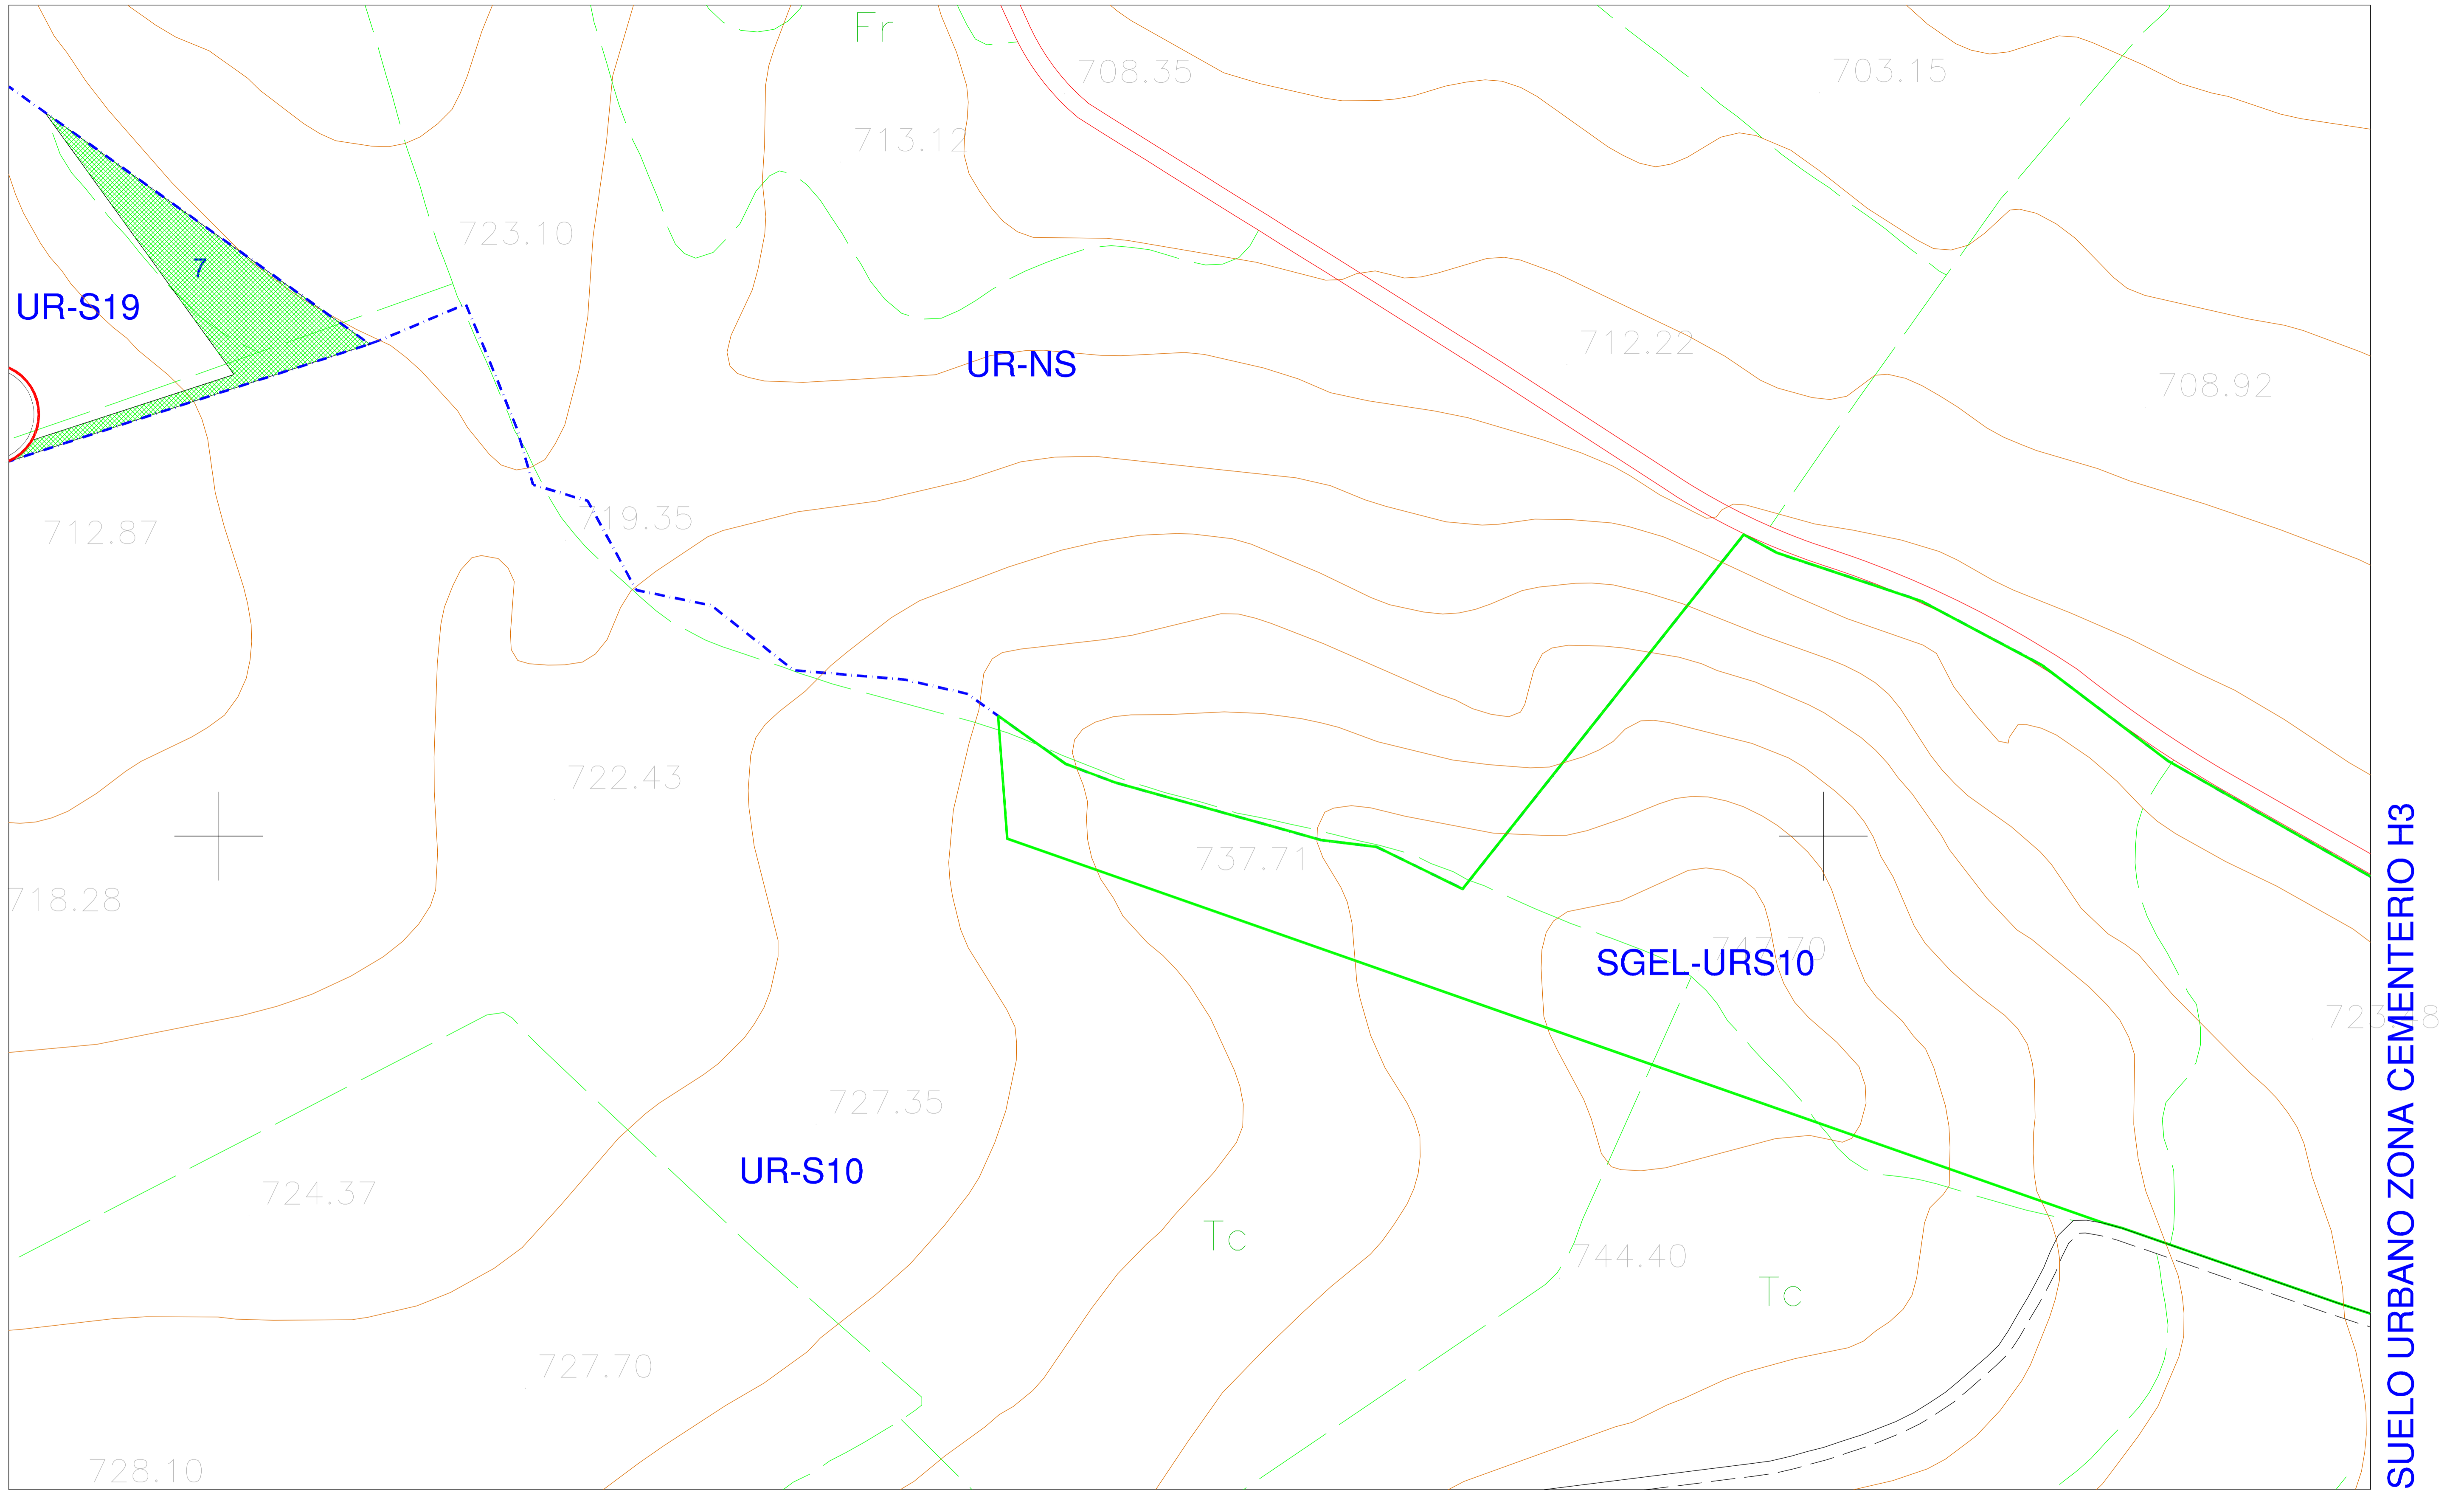 Fr
708.35
703.15
713.12
723.10
7
UR-S19
712.22
UR-NS
708.92
719.35
712.87
722.43
737.71
718.28
SGEL-URS10
727.35
UR-S10
724.37
Tc
744.40
Tc
727.70
728.10
SUELO URBANO ZONA CEMENTERIO H3